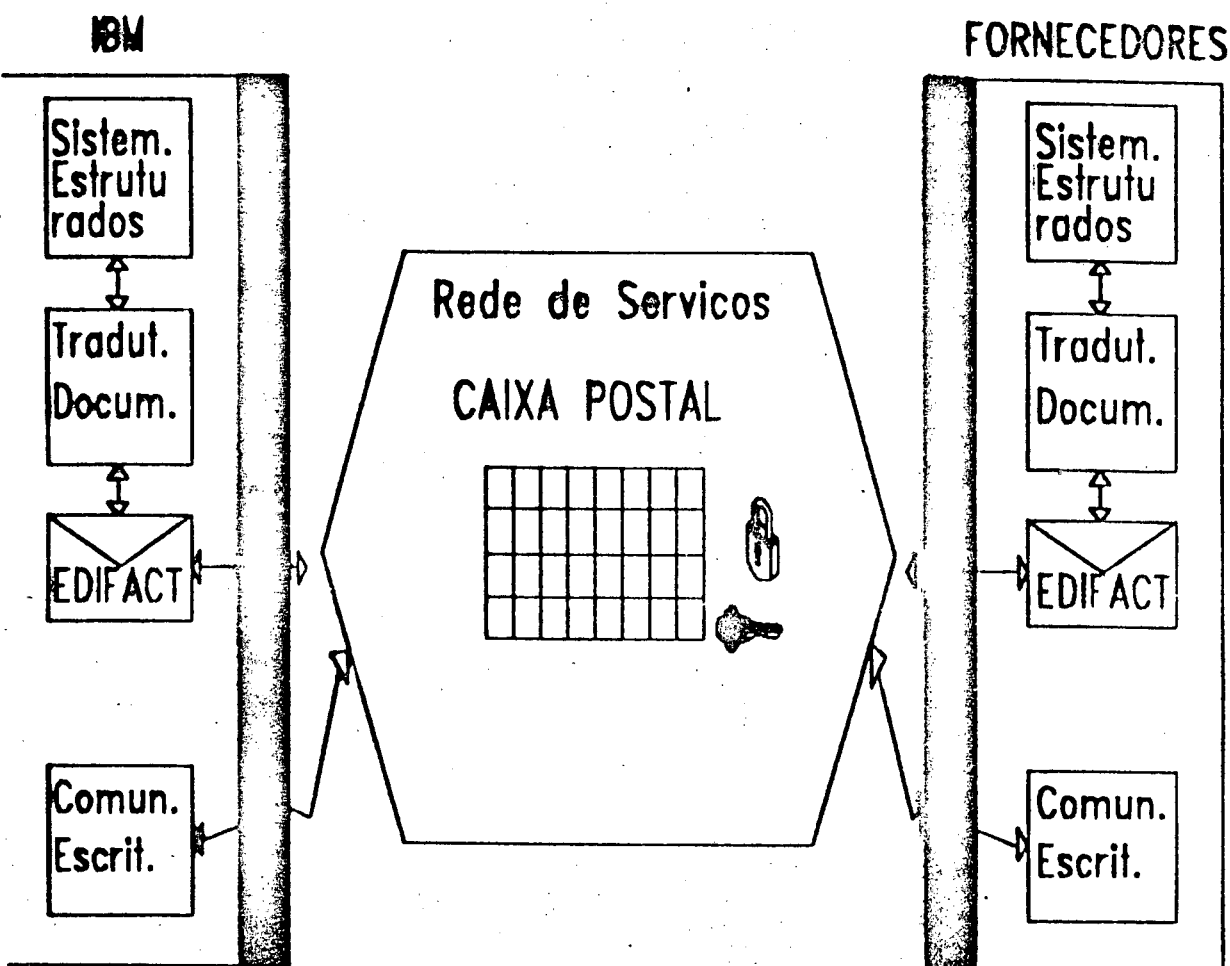 IBM
FORNECEDORES
Sistem.
Estrutu
rados
Tradut.
Docum.
EDIFACT
Comun.
Escrit.
Rede de Servicos
CAIXA POSTAL
Sistem.
Estrutu
rados
Tradut.
Docum.
EDIFACT
Comun.
Escrit.